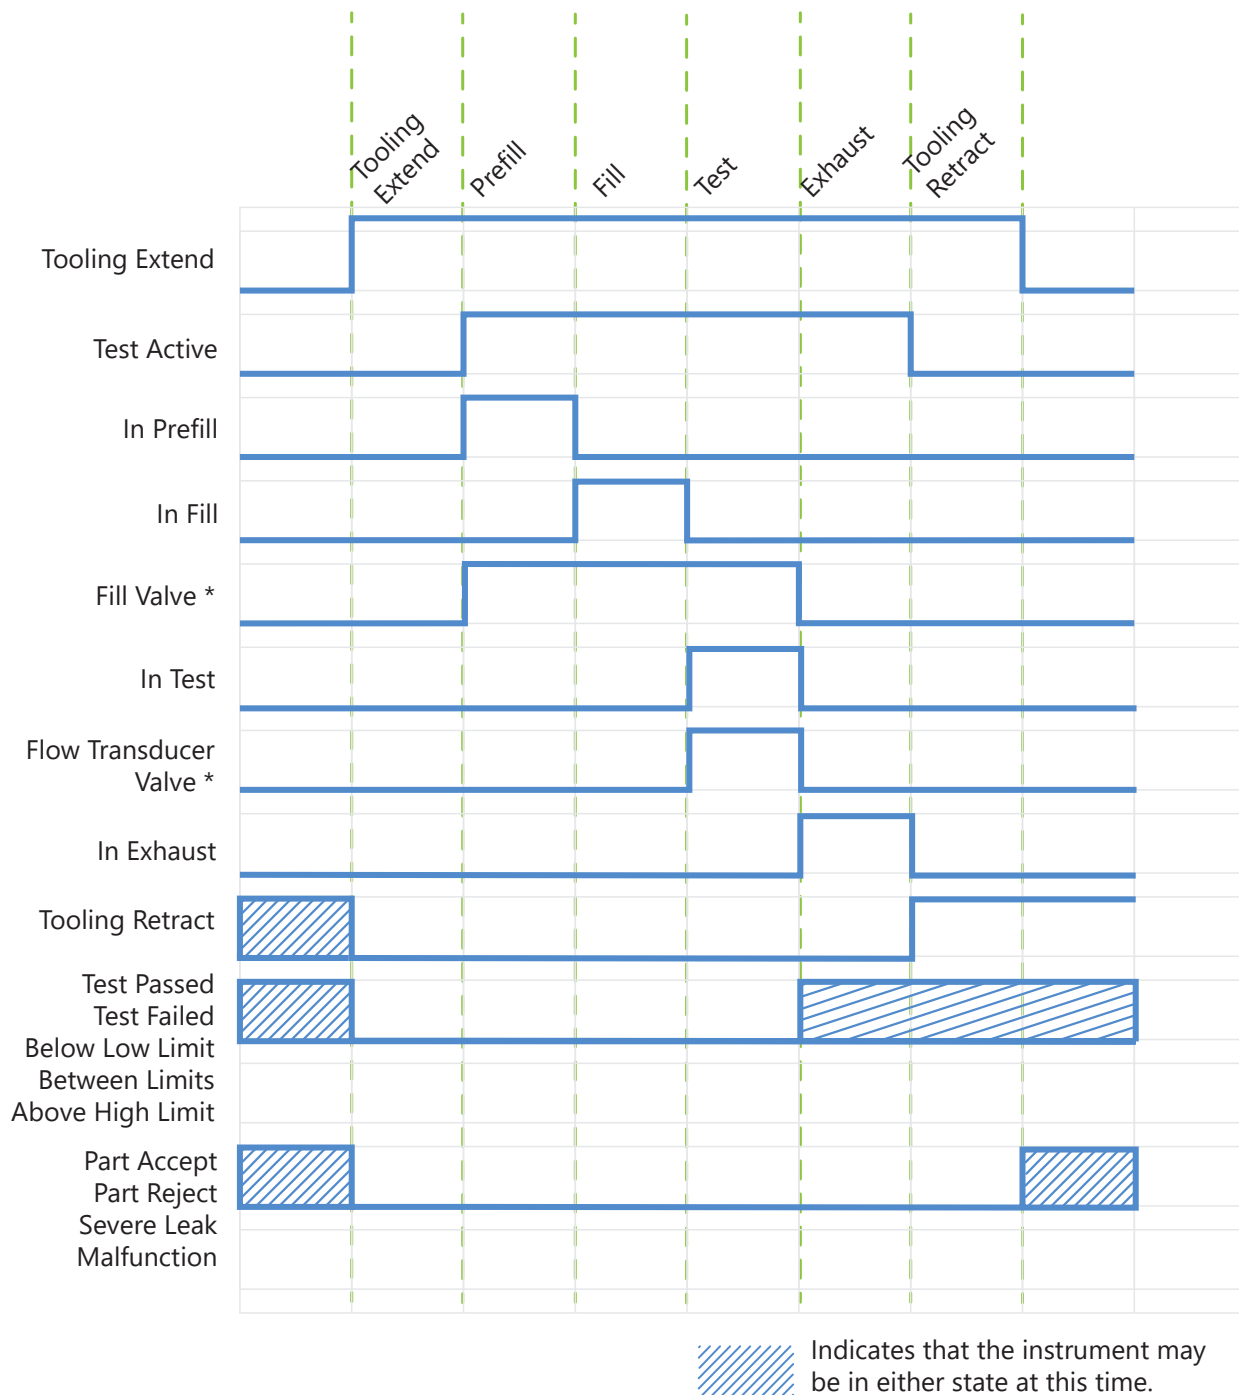 Tooling
Extend
Prefill
Fill
Test
Exhaust
Tooling
Retract
Tooling Extend
Test Active
In Prefill
In Fill
Fill Valve *
In Test
Flow Transducer
Valve *
In Exhaust
Tooling Retract
Test Passed
Test Failed
Below Low Limit
Between Limits
Above High Limit
Part Accept
Part Reject
Severe Leak
Malfunction
Indicates that the instrument may
be in either state at this time.